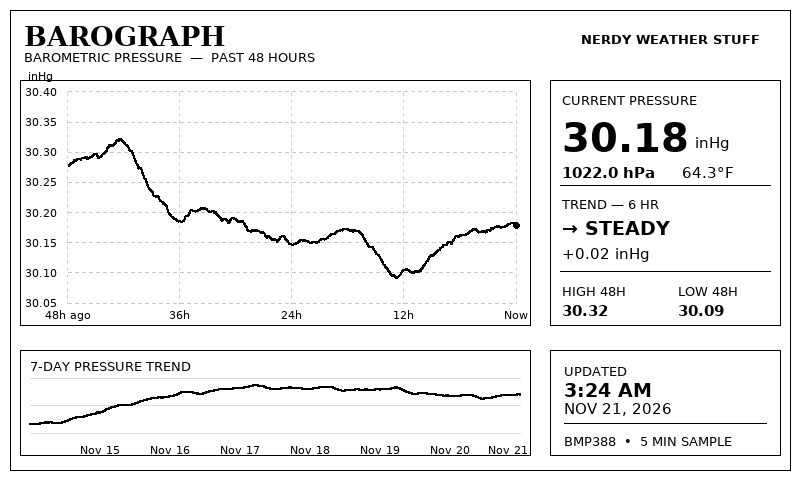 BAROGRAPH
BAROMETRIC PRESSURE — PAST 48 HOURS
NERDY WEATHER STUFF
inHg
30.40
30.35
30.30
30.25
30.20
30.15
30.10
30.05
48h ago 36h 24h 12h Now
CURRENT PRESSURE
30.18 inHg
1022.0 hPa 64.3°F
TREND — 6 HR
→ STEADY
+0.02 inHg
HIGH 48H LOW 48H
30.32 30.09
7-DAY PRESSURE TREND
Nov 15 Nov 16 Nov 17 Nov 18 Nov 19 Nov 20 Nov 21
UPDATED
3:24 AM
NOV 21, 2026
BMP388 • 5 MIN SAMPLE